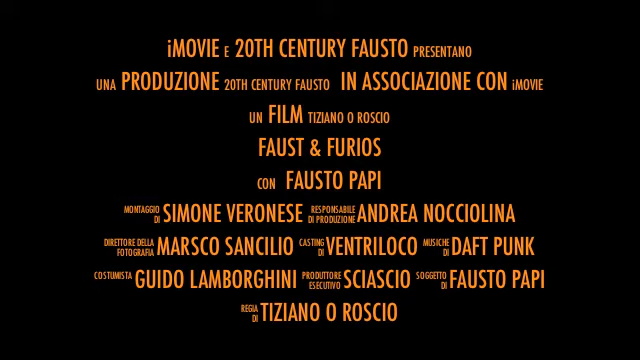 iMOVIE E 20TH CENTURY FAUSTO PRESENTANO
UNA PRODUZIONE 20TH CENTURY FAUSTO IN ASSOCIAZIONE CON iMOVIE
UN FILM TIZIANO O ROSCIO
FAUST & FURIOS
CON FAUSTO PAPI
MONTAGGIO DI SIMONE VERONESE RESPONSABILE DI PRODUZIONE ANDREA NOCCIOLINA
DIRETTORE DELLA FOTOGRAFIA MARSCO SANCILIO CASTING DI VENTRILOCO MUSICHE DI DAFT PUNK
COSTUMISTA GUIDO LAMBORGHINI PRODUTTORE ESECUTIVO SCIASCIO SOGGETTO DI FAUSTO PAPI
REGIA DI TIZIANO O ROSCIO